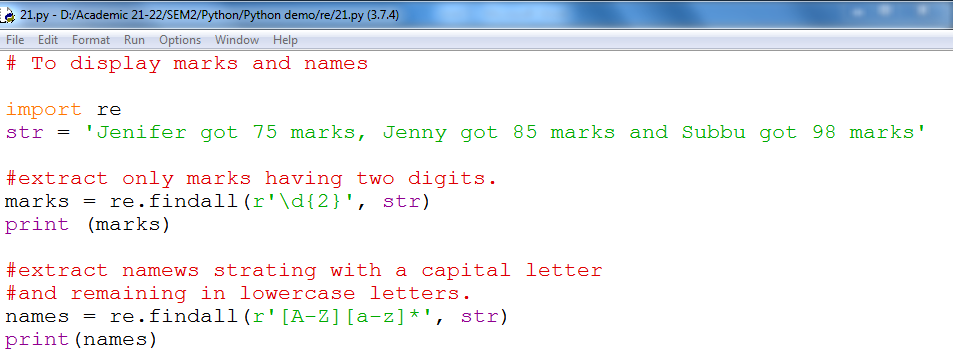 21.py - D:/Academic 21-22/SEM2/Python/Python demo/re/21.py (3.7.4)
File Edit Format Run Options Window Help
# To display marks and names
import re
str = 'Jenifer got 75 marks, Jenny got 85 marks and Subbu got 98 marks'
#extract only marks having two digits.
marks = re.findall(r'\d{2}', str)
print (marks)
#extract namews strating with a capital letter
#and remaining in lowercase letters.
names = re.findall(r'[A-Z][a-z]*', str)
print(names)